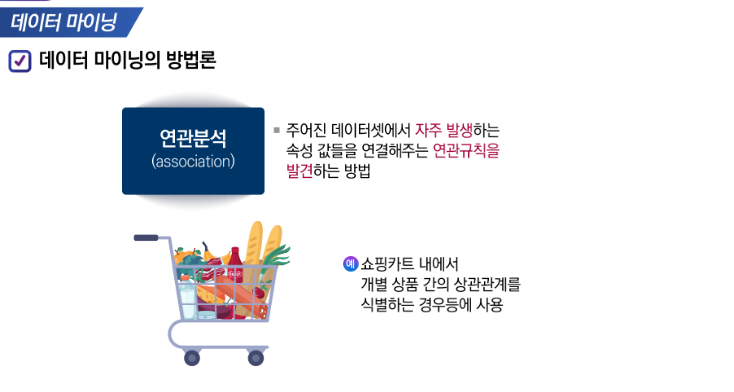 데이터 마이닝
데이터 마이닝의 방법론
연관분석
(association)
주어진 데이터셋에서 자주 발생하는
속성 값들을 연결해주는 연관규칙을
발견하는 방법
예 쇼핑카트 내에서
개별 상품 간의 상관관계를
식별하는 경우등에 사용